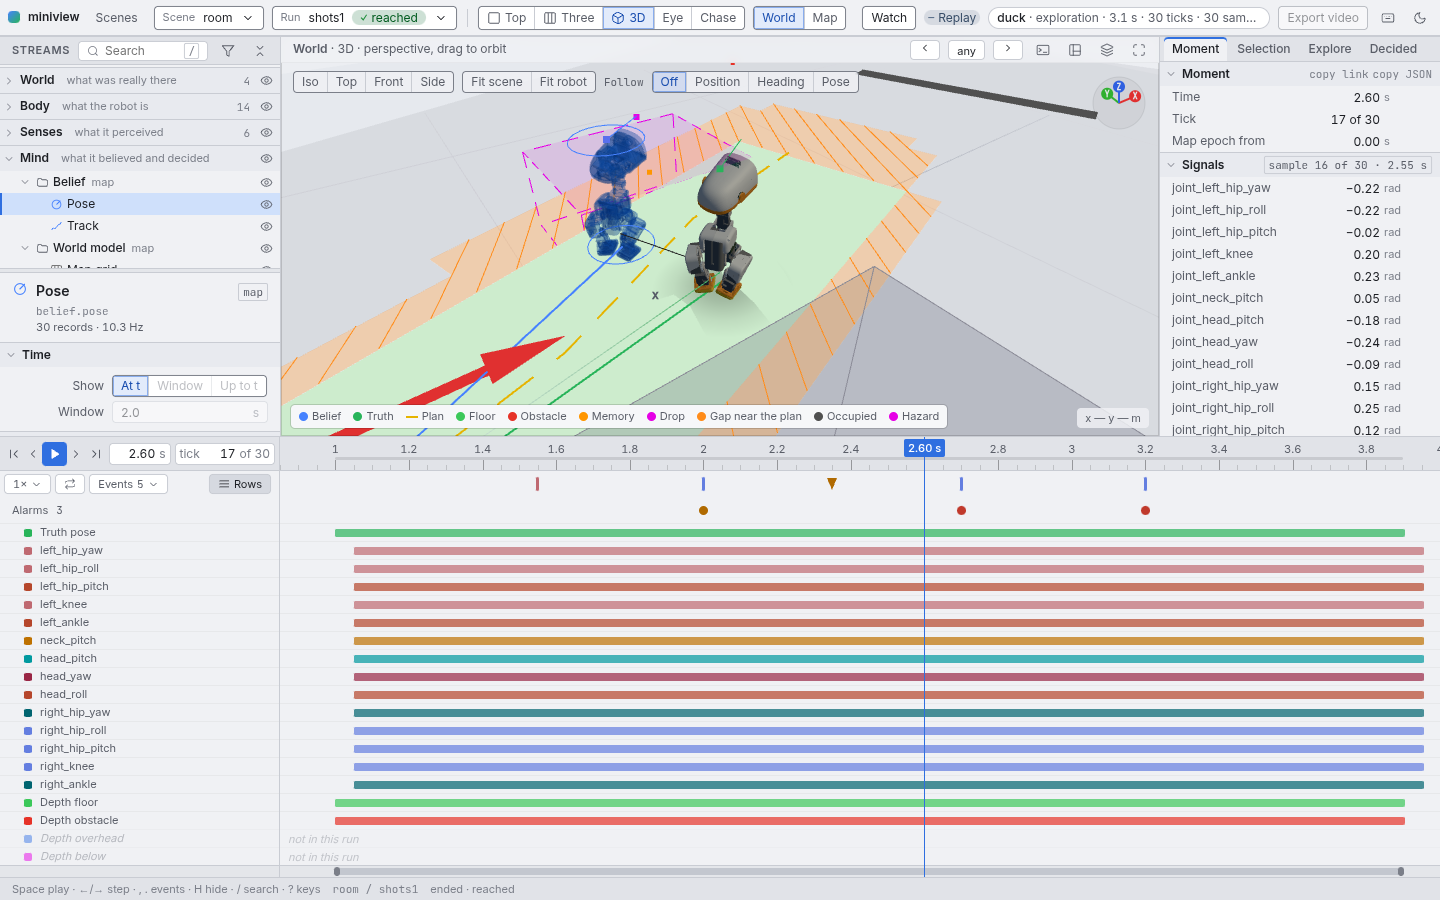 miniview
Scenes
Scene room
Run shots1 ✓ reached
Top
Three
3D
Eye
Chase
World
Map
Watch
Replay
duck · exploration · 3.1 s · 30 ticks · 30 sam...
Export video
STREAMS
Search /
World what was really there 4
Body what the robot is 14
Senses what it perceived 6
Mind what it believed and decided
Belief map
Pose
Track
World model map
Pose map
belief.pose
30 records · 10.3 Hz
Time
Show At t Window Up to t
Window 2.0 s
World · 3D · perspective, drag to orbit
any
Iso Top Front Side
Fit scene Fit robot
Follow Off Position Heading Pose
Y Z X
x
Belief Truth Plan Floor Obstacle Memory Drop Gap near the plan Occupied Hazard
x — y — m
Moment Selection Explore Decided
Moment copy link copy JSON
Time 2.60 s
Tick 17 of 30
Map epoch from 0.00 s
Signals sample 16 of 30 · 2.55 s
joint_left_hip_yaw −0.22 rad
joint_left_hip_roll −0.22 rad
joint_left_hip_pitch −0.02 rad
joint_left_knee 0.20 rad
joint_left_ankle 0.23 rad
joint_neck_pitch 0.05 rad
joint_head_pitch −0.18 rad
joint_head_yaw −0.24 rad
joint_head_roll −0.09 rad
joint_right_hip_yaw 0.15 rad
joint_right_hip_roll 0.25 rad
joint_right_hip_pitch 0.12 rad
2.60 s tick 17 of 30
1 1.2 1.4 1.6 1.8 2 2.2 2.4 2.60 s 2.8 3 3.2 3.4 3.6 3.8
1× Events 5 Rows
Alarms 3
Truth pose
left_hip_yaw
left_hip_roll
left_hip_pitch
left_knee
left_ankle
neck_pitch
head_pitch
head_yaw
head_roll
right_hip_yaw
right_hip_roll
right_hip_pitch
right_knee
right_ankle
Depth floor
Depth obstacle
Depth overhead not in this run
Depth below not in this run
Space play · ←/→ step · , . events · H hide · / search · ? keys room / shots1 ended · reached